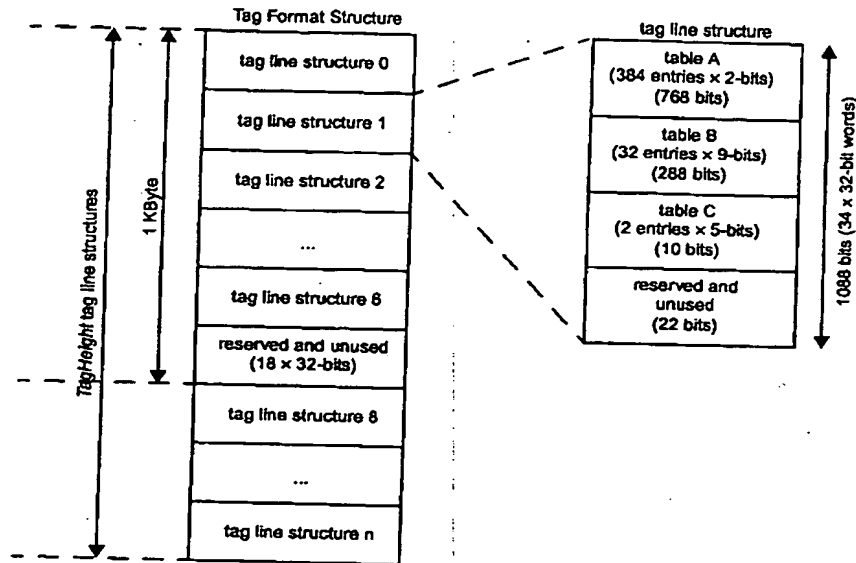 Tag Format Structure
tag line structure 0
tag line structure 1
tag line structure 2
...
tag line structure 6
reserved and unused
(18 x 32-bits)
tag line structure 8
...
tag line structure n
1 KByte
TagHeight tag line structures
tag line structure
table A
(384 entries × 2-bits)
(768 bits)
table B
(32 entries × 9-bits)
(288 bits)
table C
(2 entries × 5-bits)
(10 bits)
reserved and
unused
(22 bits)
1088 bits (34 x 32-bit words)